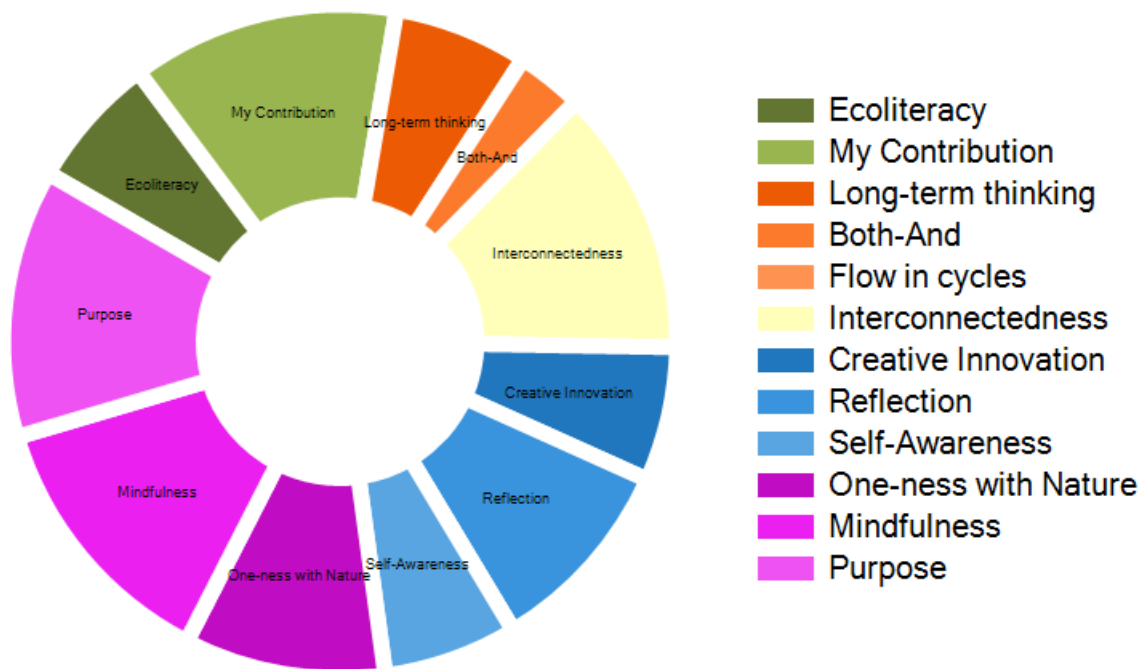 My Contribution
Long-term thinking
Both-And
Ecoliteracy
Interconnectedness
Purpose
Creative Innovation
Mindfulness
Reflection
Self-Awareness
One-ness with Nature
Ecoliteracy
My Contribution
Long-term thinking
Both-And
Flow in cycles
Interconnectedness
Creative Innovation
Reflection
Self-Awareness
One-ness with Nature
Mindfulness
Purpose